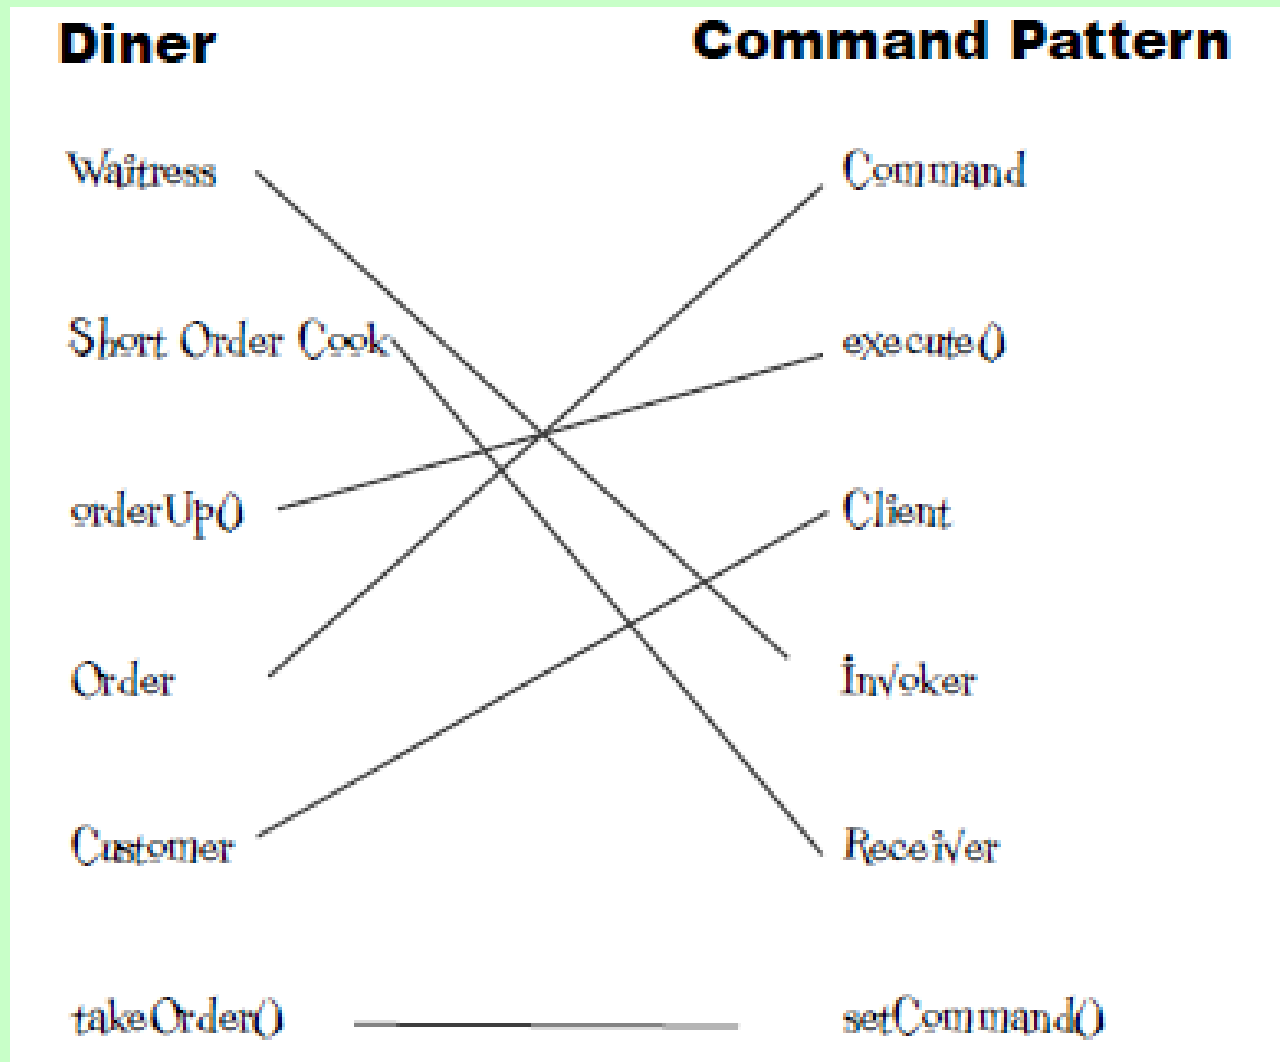 Diner Command Pattern
Waitress Command
Short Order Cook execute()
orderUp() Client
Order Invoker
Customer Receiver
takeOrder() setCommand()